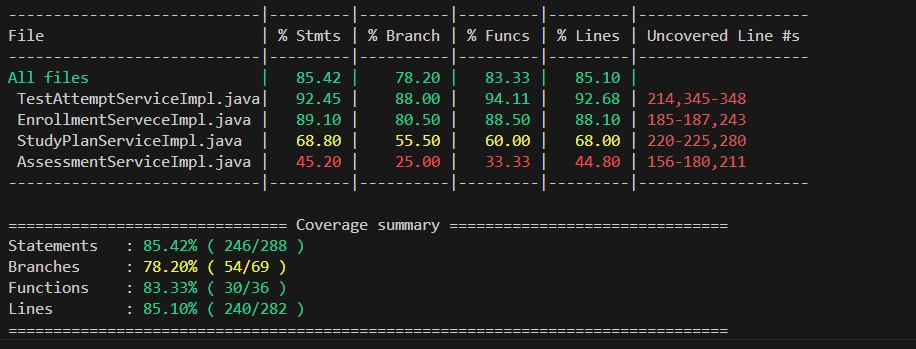 ----------------------------|---------|----------|---------|---------|-------------------
File                        | % Stmts | % Branch | % Funcs | % Lines | Uncovered Line #s
----------------------------|---------|----------|---------|---------|-------------------
All files                   |   85.42 |    78.20 |   83.33 |   85.10 |
 TestAttemptServiceImpl.java|   92.45 |    88.00 |   94.11 |   92.68 | 214,345-348
 EnrollmentServeceImpl.java |   89.10 |    80.50 |   88.50 |   88.10 | 185-187,243
 StudyPlanServiceImpl.java  |   68.80 |    55.50 |   60.00 |   68.00 | 220-225,280
 AssessmentServiceImpl.java |   45.20 |    25.00 |   33.33 |   44.80 | 156-180,211
----------------------------|---------|----------|---------|---------|-------------------
=============================== Coverage summary ===============================
Statements   : 85.42% ( 246/288 )
Branches     : 78.20% ( 54/69 )
Functions    : 83.33% ( 30/36 )
Lines        : 85.10% ( 240/282 )
================================================================================